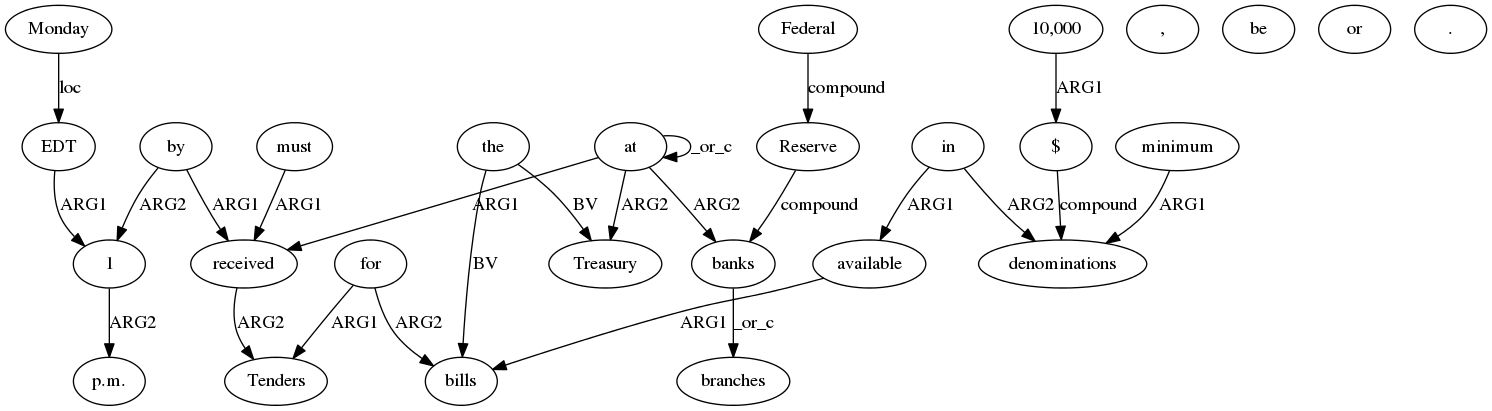 Monday Federal 10,000 , be or .
loc compound ARG1
EDT by must the at _or_c Reserve in $ minimum
ARG1 ARG2 ARG1 ARG1 ARG1 BV ARG2 ARG2 compound ARG1 ARG2 compound ARG1
1 received for BV Treasury banks available denominations
ARG2 ARG2 ARG1 ARG2 ARG1 _or_c
p.m. Tenders bills branches